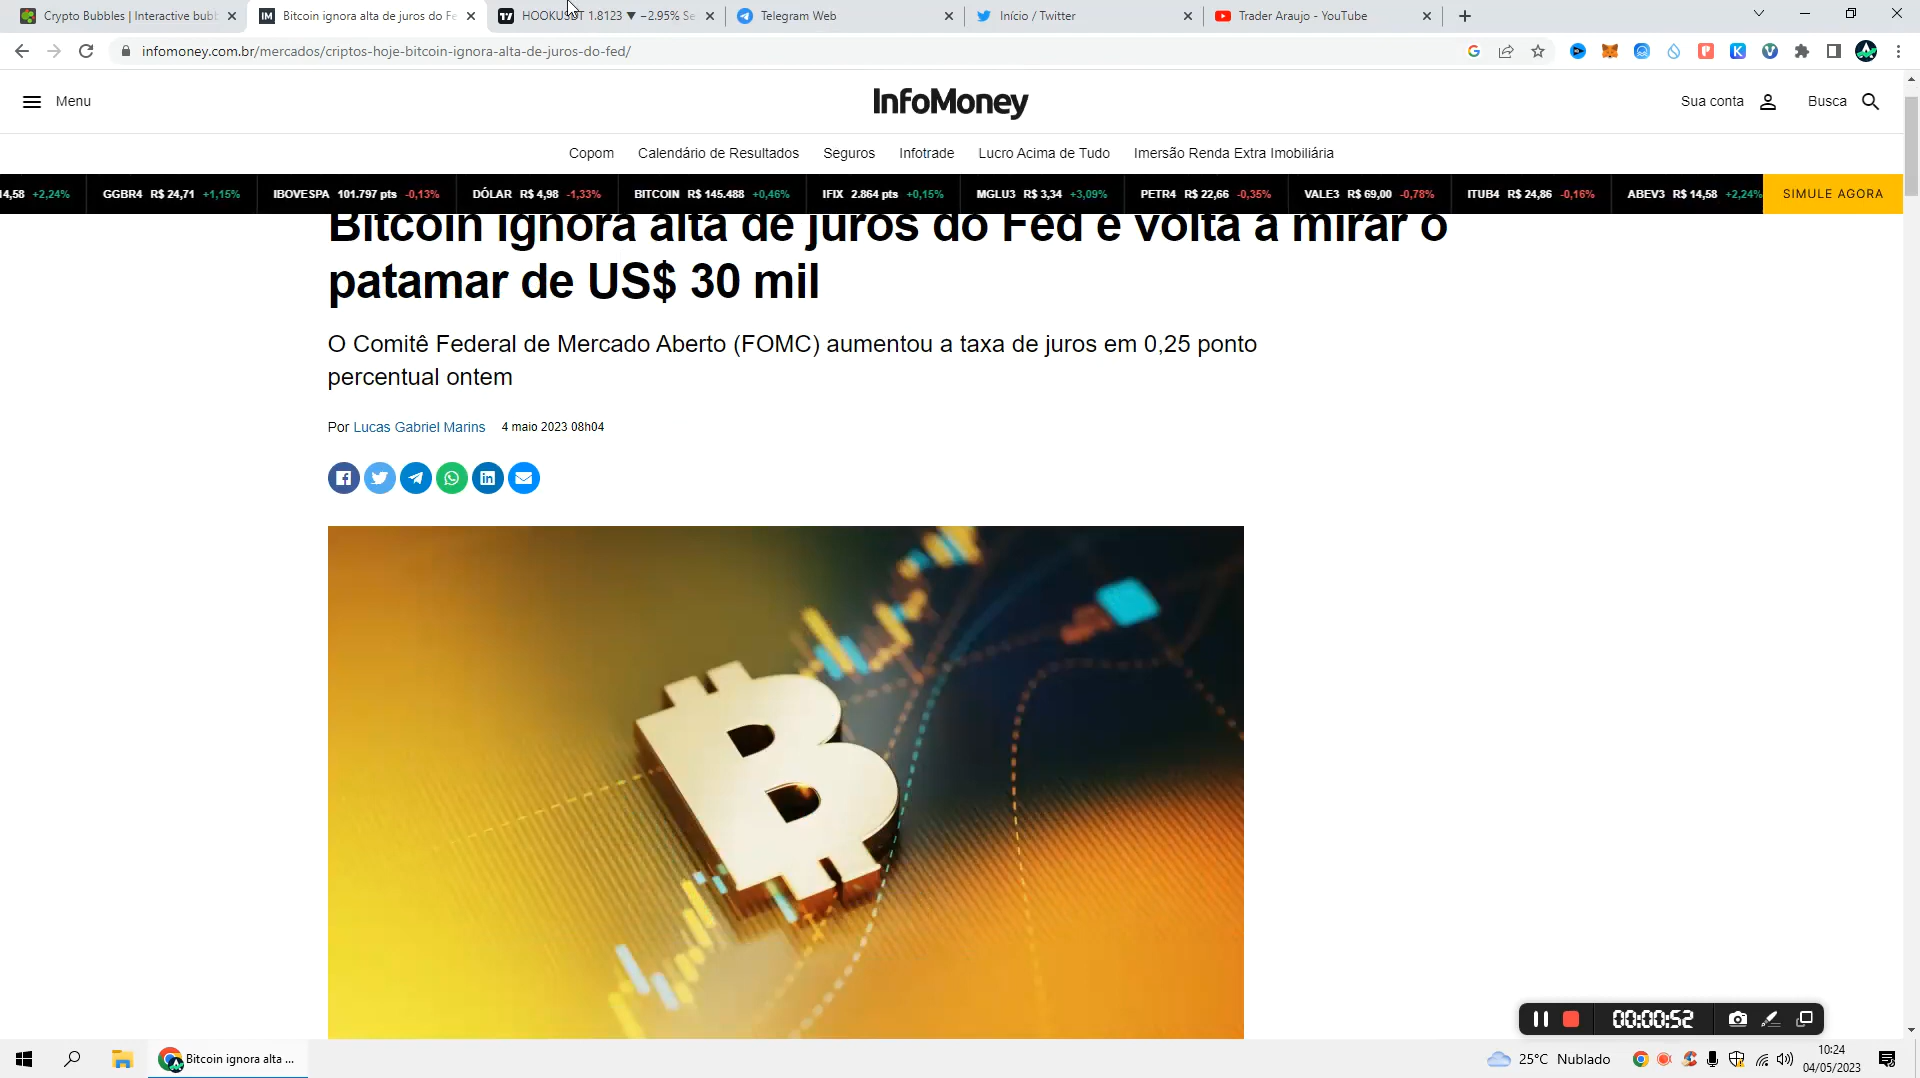 Crypto Bubbles | Interactive bubb
Bitcoin ignora alta de juros do Fe
HOOKUSDT 1.8123 ▼ −2.95% Se
Telegram Web
Início / Twitter
Trader Araujo - YouTube
infomoney.com.br/mercados/criptos-hoje-bitcoin-ignora-alta-de-juros-do-fed/
Menu
InfoMoney
Sua conta
Busca
Copom
Calendário de Resultados
Seguros
Infotrade
Lucro Acima de Tudo
Imersão Renda Extra Imobiliária
14,58 +2,24%
GGBR4 R$ 24,71 +1,15%
IBOVESPA 101.797 pts -0,13%
DÓLAR R$ 4,98 -1,33%
BITCOIN R$ 145.488 +0,46%
IFIX 2.864 pts +0,15%
MGLU3 R$ 3,34 +3,09%
PETR4 R$ 22,66 -0,35%
VALE3 R$ 69,00 -0,78%
ITUB4 R$ 24,86 -0,16%
ABEV3 R$ 14,58 +2,24%
SIMULE AGORA
Bitcoin ignora alta de juros do Fed e volta a mirar o
patamar de US$ 30 mil
O Comitê Federal de Mercado Aberto (FOMC) aumentou a taxa de juros em 0,25 ponto
percentual ontem
Por Lucas Gabriel Marins 4 maio 2023 08h04
00:00:52
Bitcoin ignora alta ...
25°C Nublado
10:24
04/05/2023